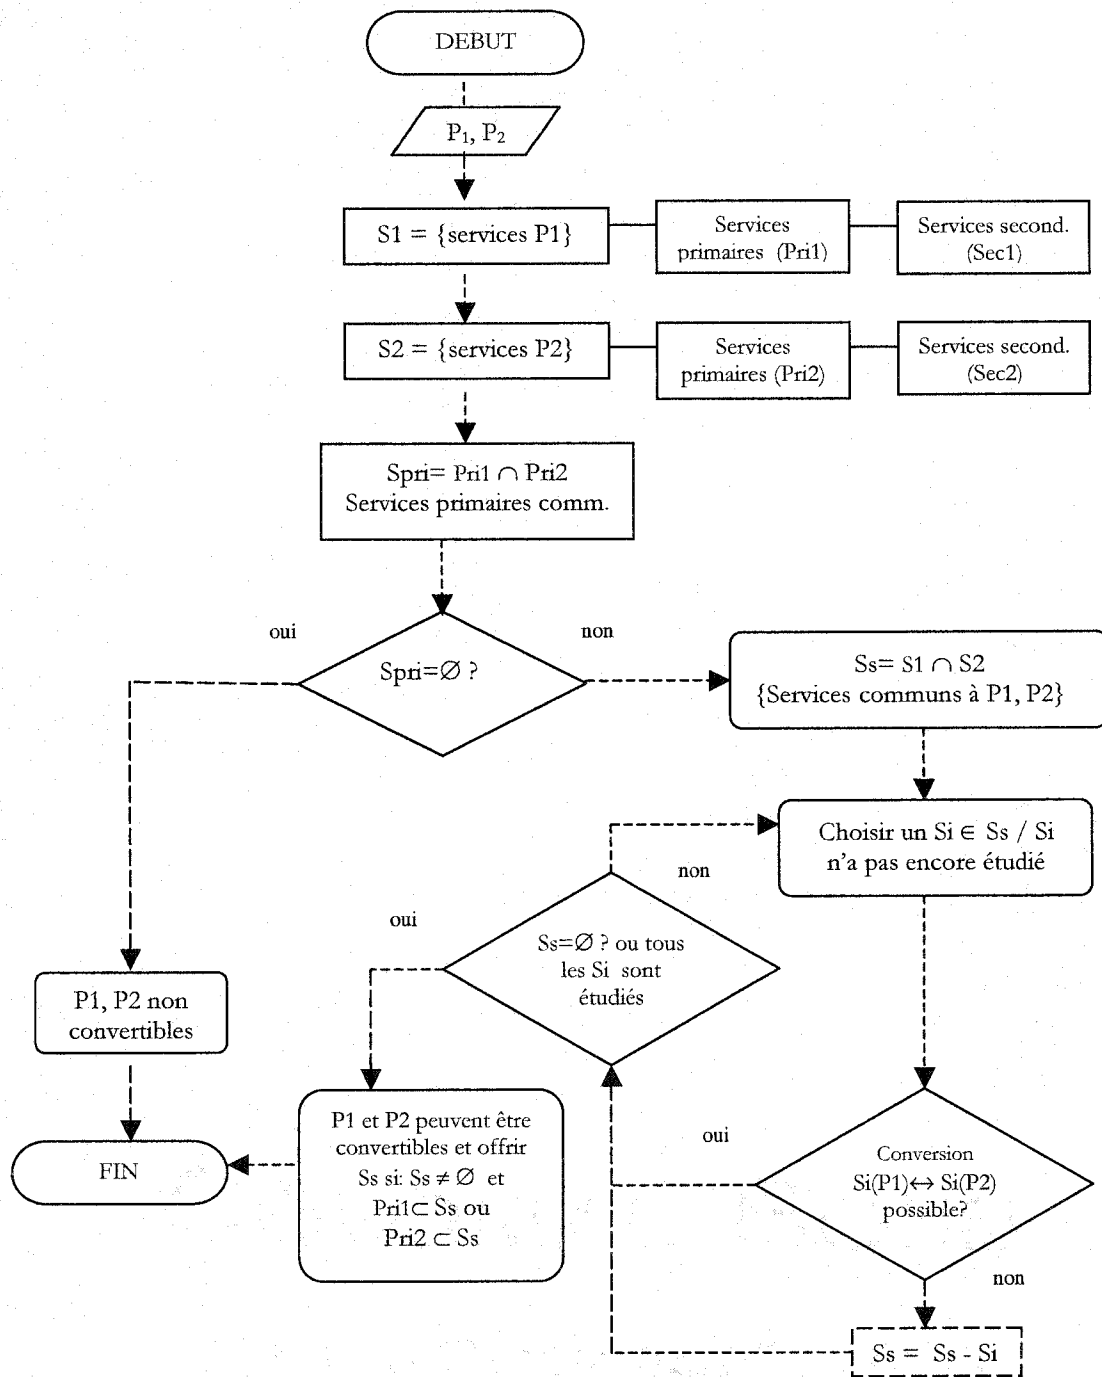 DEBUT
P1, P2
S1 = {services P1}
Services
primaires (Pri1)
Services second.
(Sec1)
S2 = {services P2}
Services
primaires (Pri2)
Services second.
(Sec2)
Spri= Pri1 ∩ Pri2
Services primaires comm.
oui
non
Spri=∅ ?
Ss= S1 ∩ S2
{Services communs à P1, P2}
Choisir un Si ∈ Ss / Si
n'a pas encore étudié
non
oui
Ss=∅ ? ou tous
les Si sont
étudiés
P1, P2 non
convertibles
P1 et P2 peuvent être
convertibles et offrir
Ss si: Ss ≠ ∅ et
Pri1⊂ Ss ou
Pri2 ⊂ Ss
FIN
oui
Conversion
Si(P1)↔ Si(P2)
possible?
non
Ss = Ss - Si